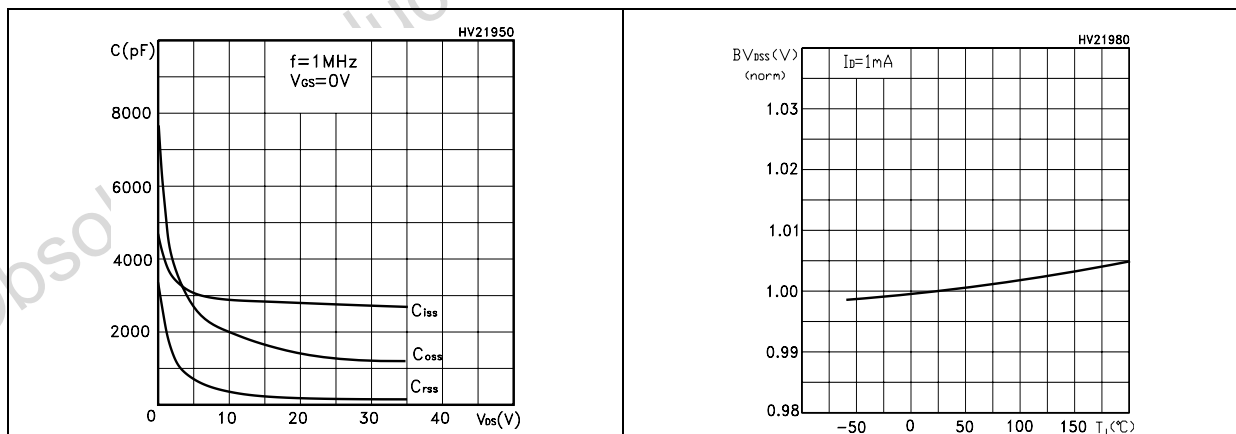 HV21950
C(pF)
f=1MHz
VGS=0V
8000
6000
4000
2000
Ciss
Coss
Crss
0 10 20 30 40 VDS(V)
HV21980
BVDSS(V)
(norm)
ID=1mA
1.03
1.02
1.01
1.00
0.99
0.98
-50 0 50 100 150 TJ(°C)